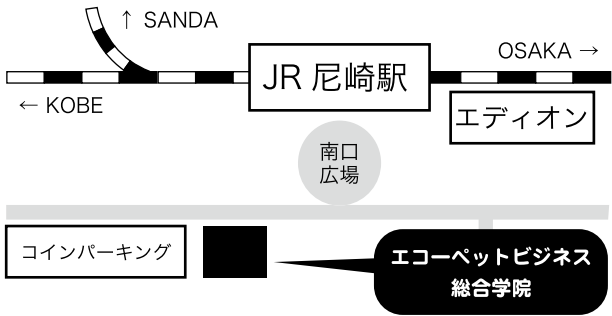 ↑ SANDA
OSAKA →
JR 尼崎駅
← KOBE
エディオン
南口
広場
コインパーキング
エコーペットビジネス
総合学院